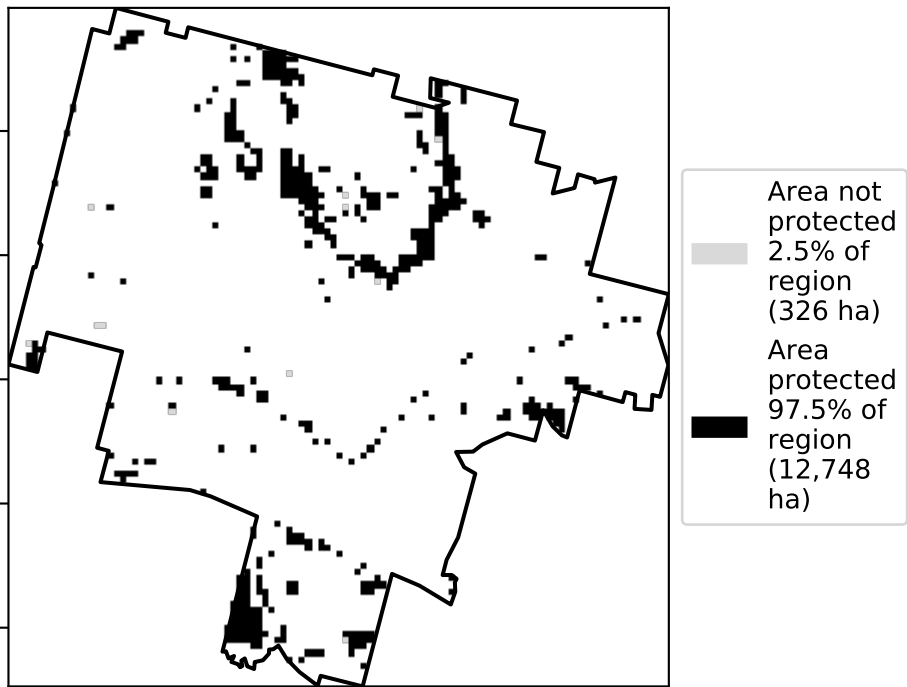 Area not
protected
2.5% of
region
(326 ha)
Area
protected
97.5% of
region
(12,748
ha)